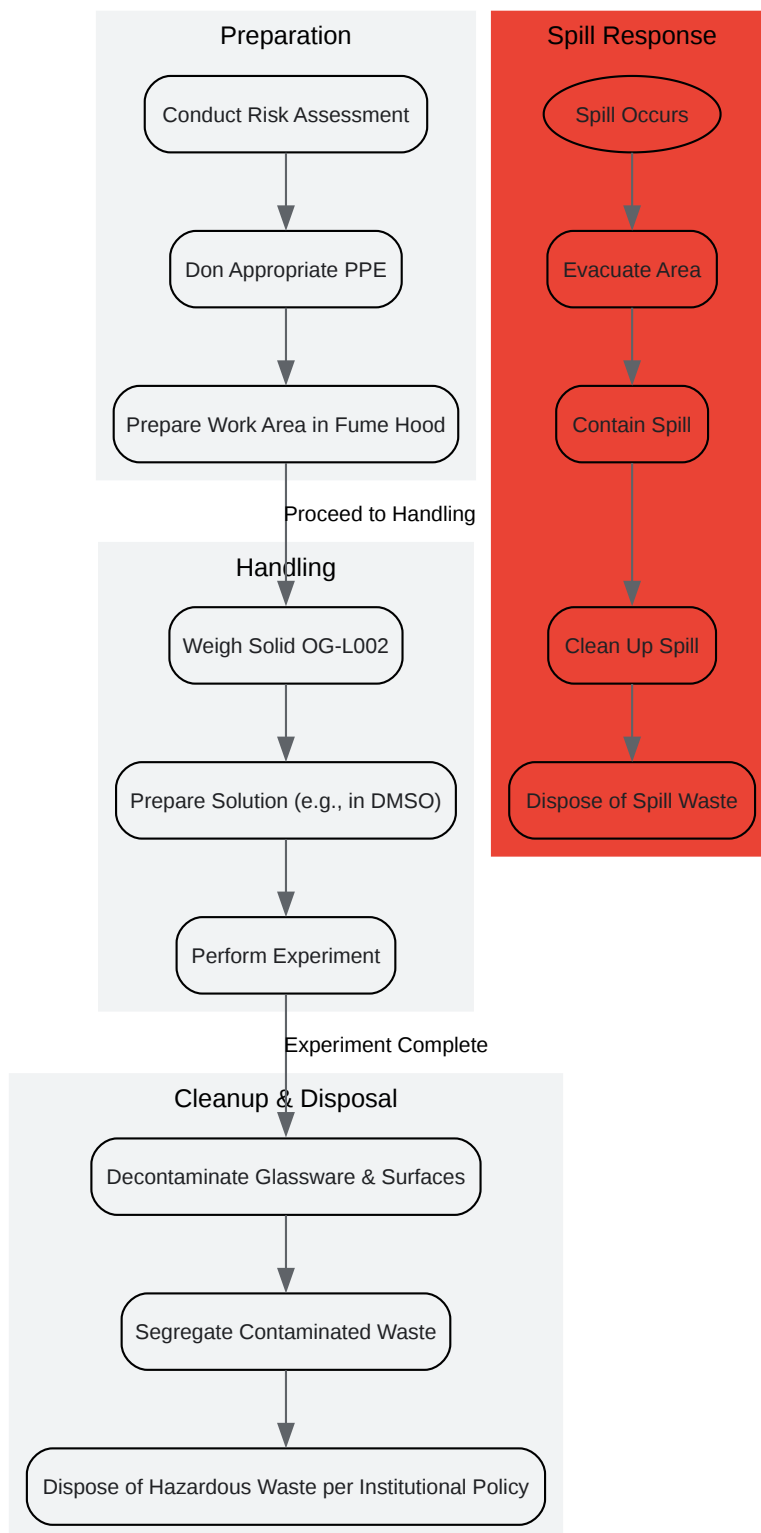 Preparation
Conduct Risk Assessment
Don Appropriate PPE
Prepare Work Area in Fume Hood
Proceed to Handling
Handling
Weigh Solid OG-L002
Prepare Solution (e.g., in DMSO)
Perform Experiment
Experiment Complete
Cleanup & Disposal
Decontaminate Glassware & Surfaces
Segregate Contaminated Waste
Dispose of Hazardous Waste per Institutional Policy
Spill Response
Spill Occurs
Evacuate Area
Contain Spill
Clean Up Spill
Dispose of Spill Waste